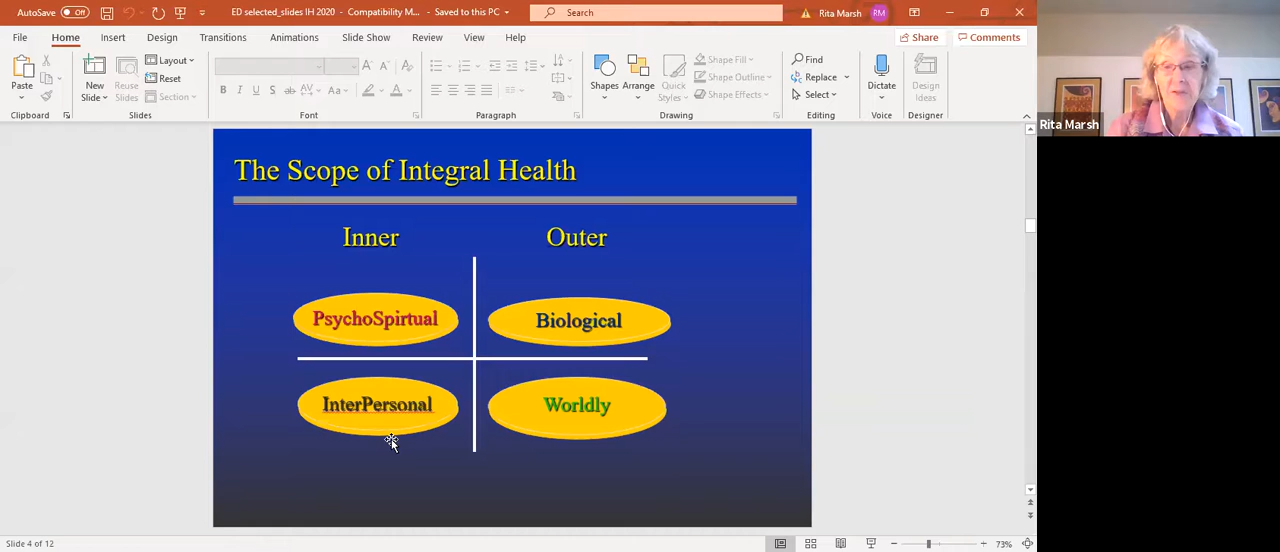 AutoSave Off ED selected_slides IH 2020 - Compatibility M... - Saved to this PC Search Rita Marsh RM
File Home Insert Design Transitions Animations Slide Show Review View Help Share Comments
Paste New Slide Reuse Slides Layout Reset Section Shapes Arrange Quick Styles Shape Fill Shape Outline Shape Effects Find Replace Select Dictate Design Ideas
Clipboard Slides Font Paragraph Drawing Editing Voice Designer
Rita Marsh
The Scope of Integral Health
Inner Outer
PsychoSpirtual Biological
InterPersonal Worldly
Slide 4 of 12 73%